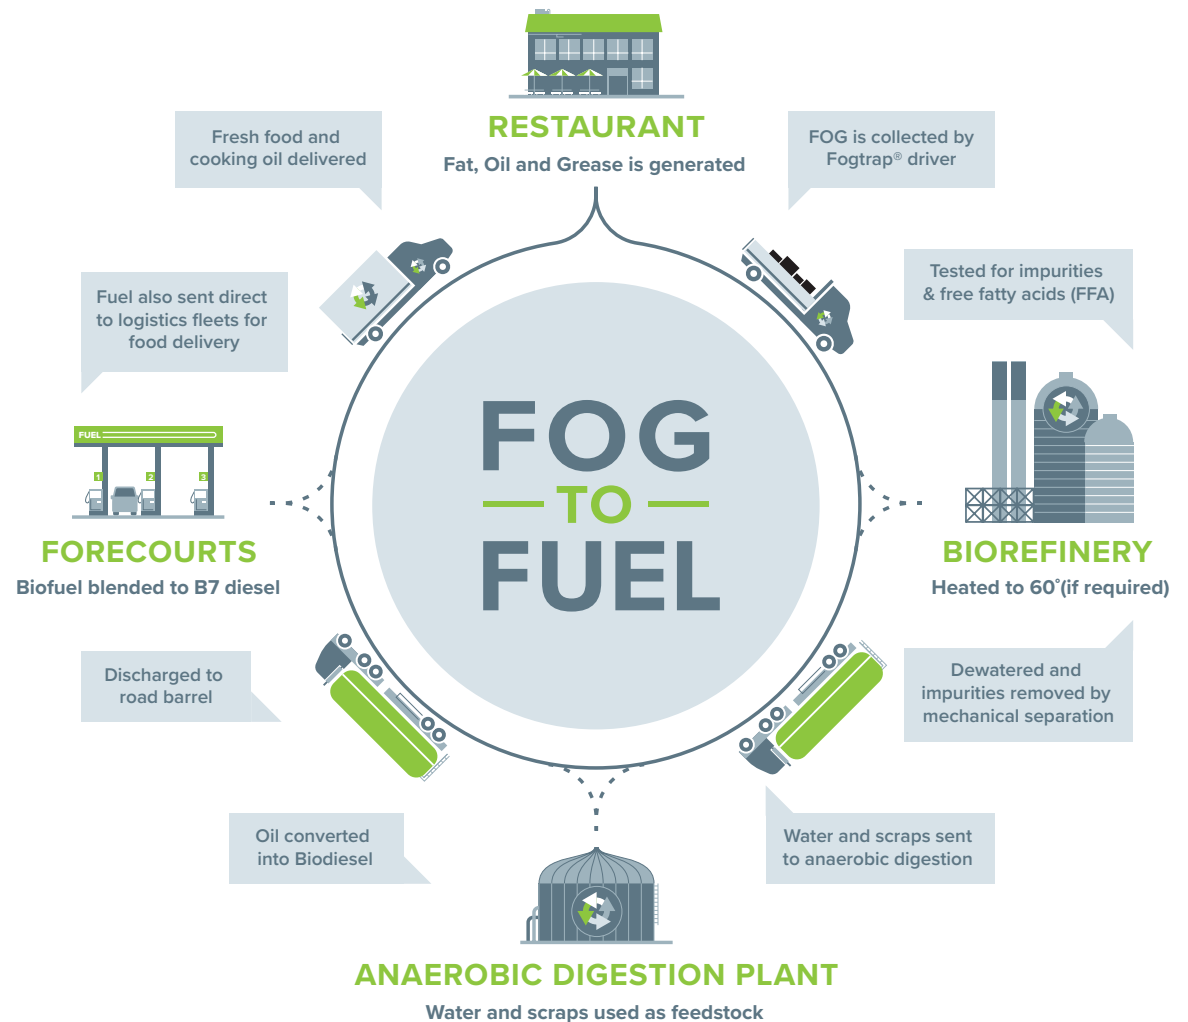 RESTAURANT
Fat, Oil and Grease is generated
Fresh food and
cooking oil delivered
FOG is collected by
Fogtrap® driver
Tested for impurities
& free fatty acids (FFA)
BIOREFINERY
Heated to 60°(if required)
Dewatered and
impurities removed by
mechanical separation
Water and scraps sent
to anaerobic digestion
ANAEROBIC DIGESTION PLANT
Water and scraps used as feedstock
Oil converted
into Biodiesel
Discharged to
road barrel
FUEL
1
2
3
FORECOURTS
Biofuel blended to B7 diesel
Fuel also sent direct
to logistics fleets for
food delivery
FOG
TO
FUEL